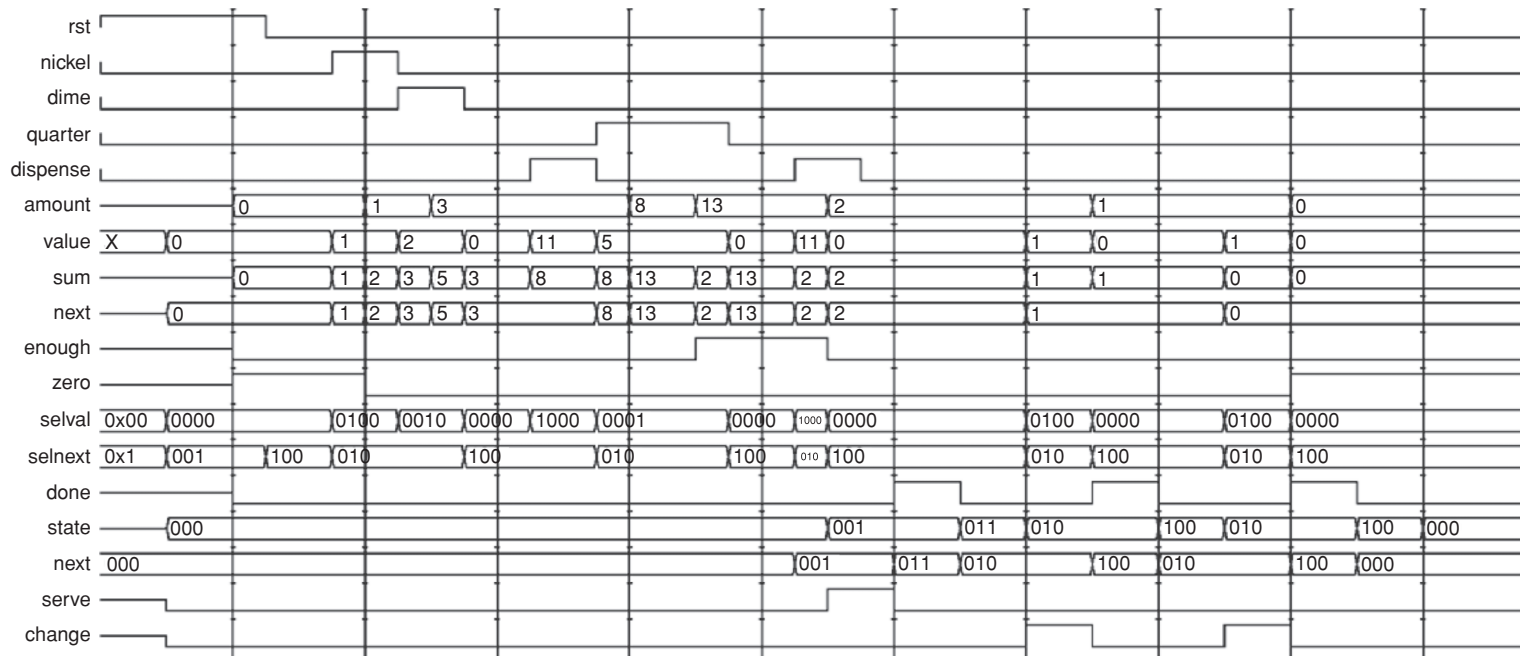 rst
nickel
dime
quarter
dispense
amount 0 1 3 8 13 2 1 0
value X 0 1 2 0 11 5 0 11 0 1 0 1 0
sum 0 1 2 3 5 3 8 8 13 2 13 2 2 1 1 0 0
next 0 1 2 3 5 3 8 13 2 13 2 2 1 0
enough
zero
selval 0x00 0000 0100 0010 0000 1000 0001 0000 1000 0000 0100 0000 0100 0000
selnext 0x1 001 100 010 100 010 100 010 100 010 100 010 100
done
state 000 001 011 010 100 010 100 000
next 000 001 011 010 100 010 100 000
serve
change